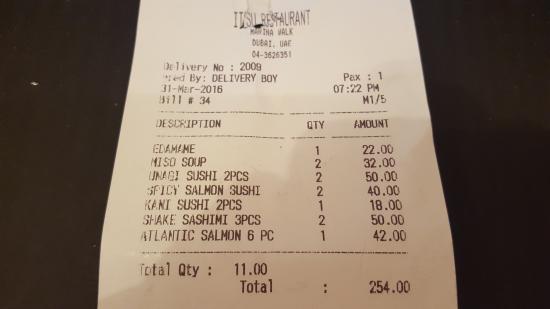 ITSU RESTAURANT
MARINA WALK
DUBAI, UAE
04-3626351
Delivery No : 2009
By: DELIVERY BOY Pax : 1
31-Mar-2016 07:22 PM
Bill # 34 M1/5
DESCRIPTION QTY AMOUNT
EDAMAME 1 22.00
MISO SOUP 2 32.00
UNAGI SUSHI 2PCS 2 50.00
SPICY SALMON SUSHI 2 40.00
KANI SUSHI 2PCS 1 18.00
SHAKE SASHIMI 3PCS 2 50.00
ATLANTIC SALMON 6 PC 1 42.00
Total Qty : 11.00
Total : 254.00